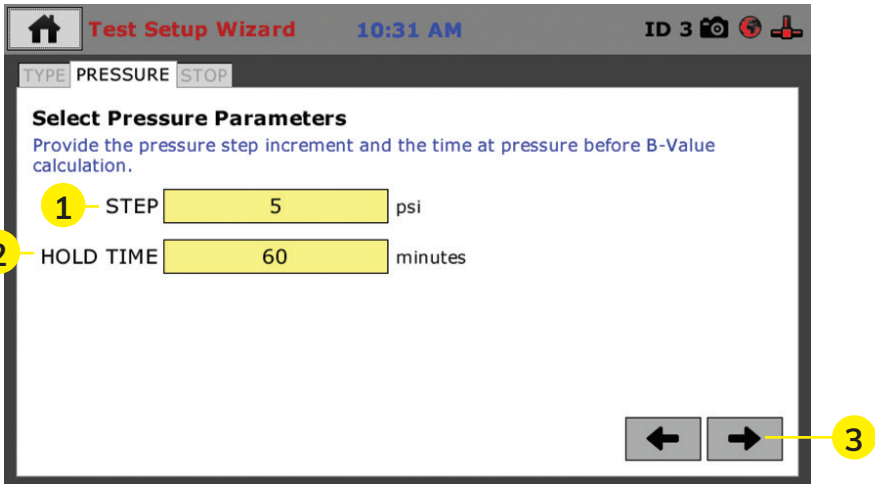 Test Setup Wizard 10:31 AM ID 3
TYPE PRESSURE STOP
Select Pressure Parameters
Provide the pressure step increment and the time at pressure before B-Value
calculation.
1 STEP 5 psi
2 HOLD TIME 60 minutes
3